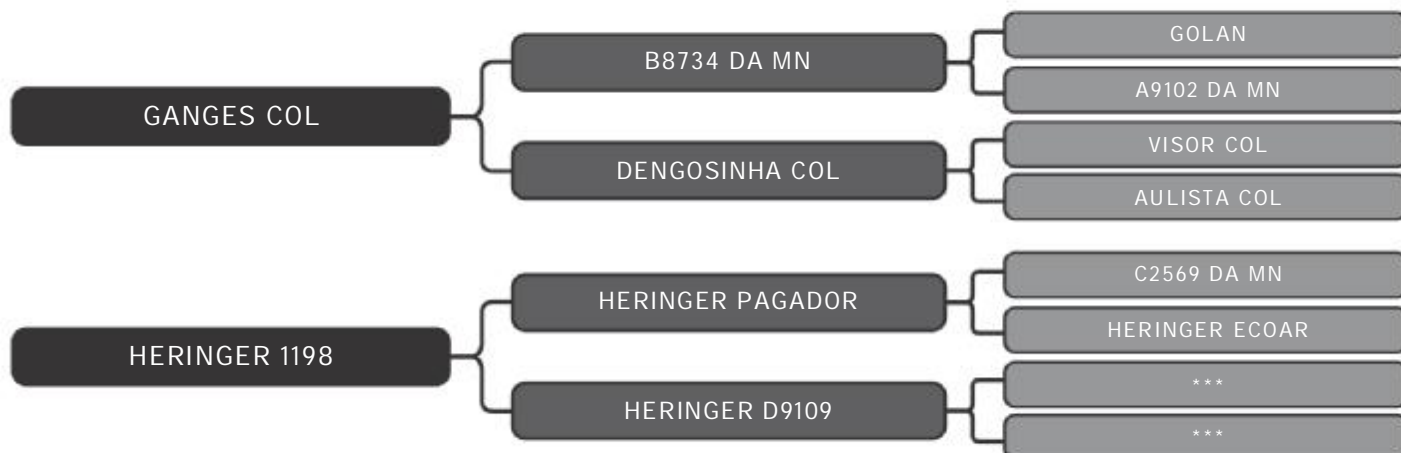 GOLAN
B8734 DA MN
A9102 DA MN
GANGES COL
VISOR COL
DENGOSINHA COL
AULISTA COL
C2569 DA MN
HERINGER PAGADOR
HERINGER ECOAR
HERINGER 1198
***
HERINGER D9109
***